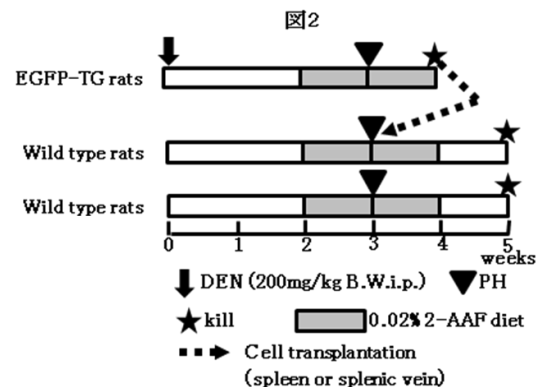 図2
EGFP-TG rats
Wild type rats
Wild type rats
0 1 2 3 4 5
weeks
DEN (200mg/kg B.W.i.p.) PH
kill 0.02% 2-AAF diet
Cell transplantation
(spleen or splenic vein)